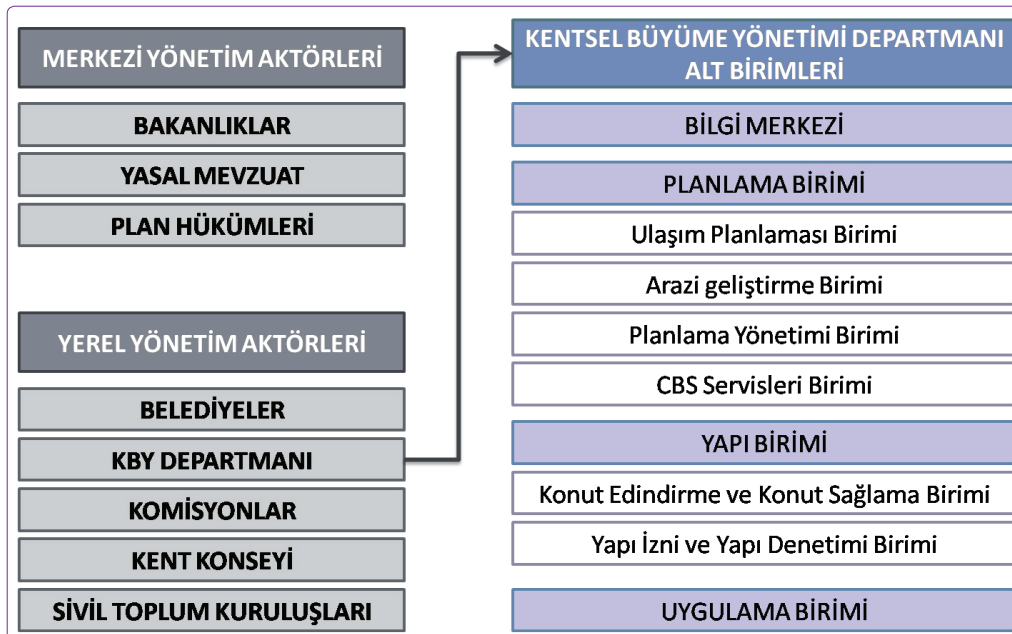 MERKEZİ YÖNETİM AKTÖRLERİ
BAKANLIKLAR
YASAL MEVZUAT
PLAN HÜKÜMLERİ
YEREL YÖNETİM AKTÖRLERİ
BELEDİYELER
KBY DEPARTMANI
KOMİSYONLAR
KENT KONSEYİ
SİVİL TOPLUM KURULUŞLARI
KENTSEL BÜYÜME YÖNETİMİ DEPARTMANI
ALT BİRİMLERİ
BİLGİ MERKEZİ
PLANLAMA BİRİMİ
Ulaşım Planlaması Birimi
Arazi geliştirme Birimi
Planlama Yönetimi Birimi
CBS Servisleri Birimi
YAPI BİRİMİ
Konut Edindirme ve Konut Sağlama Birimi
Yapı İzni ve Yapı Denetimi Birimi
UYGULAMA BİRİMİ